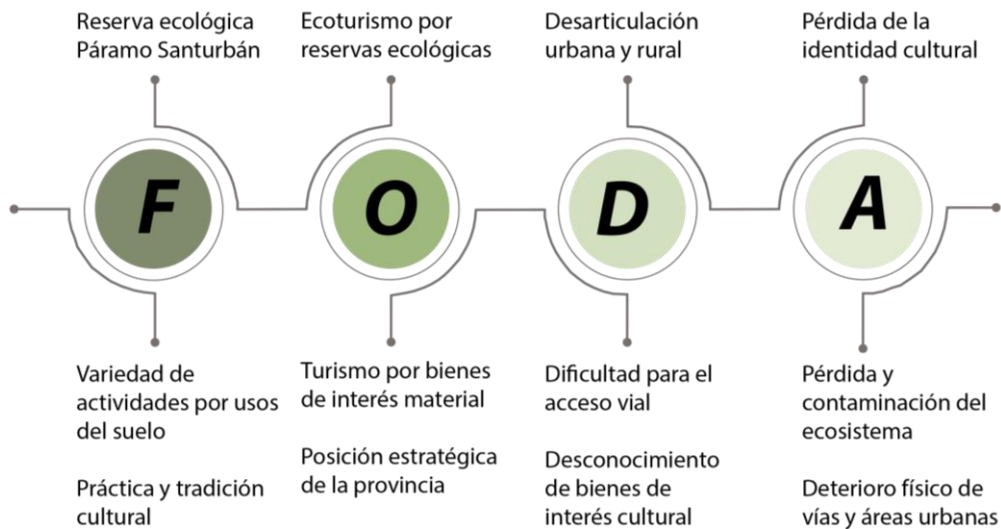 Reserva ecológica
Páramo Santurbán
Ecoturismo por
reservas ecológicas
Desarticulación
urbana y rural
Pérdida de la
identidad cultural
F
O
D
A
Variedad de
actividades por usos
del suelo
Práctica y tradición
cultural
Turismo por bienes
de interés material
Posición estratégica
de la provincia
Dificultad para el
acceso vial
Desconocimiento
de bienes de
interés cultural
Pérdida y
contaminación del
ecosistema
Deterioro físico de
vías y áreas urbanas